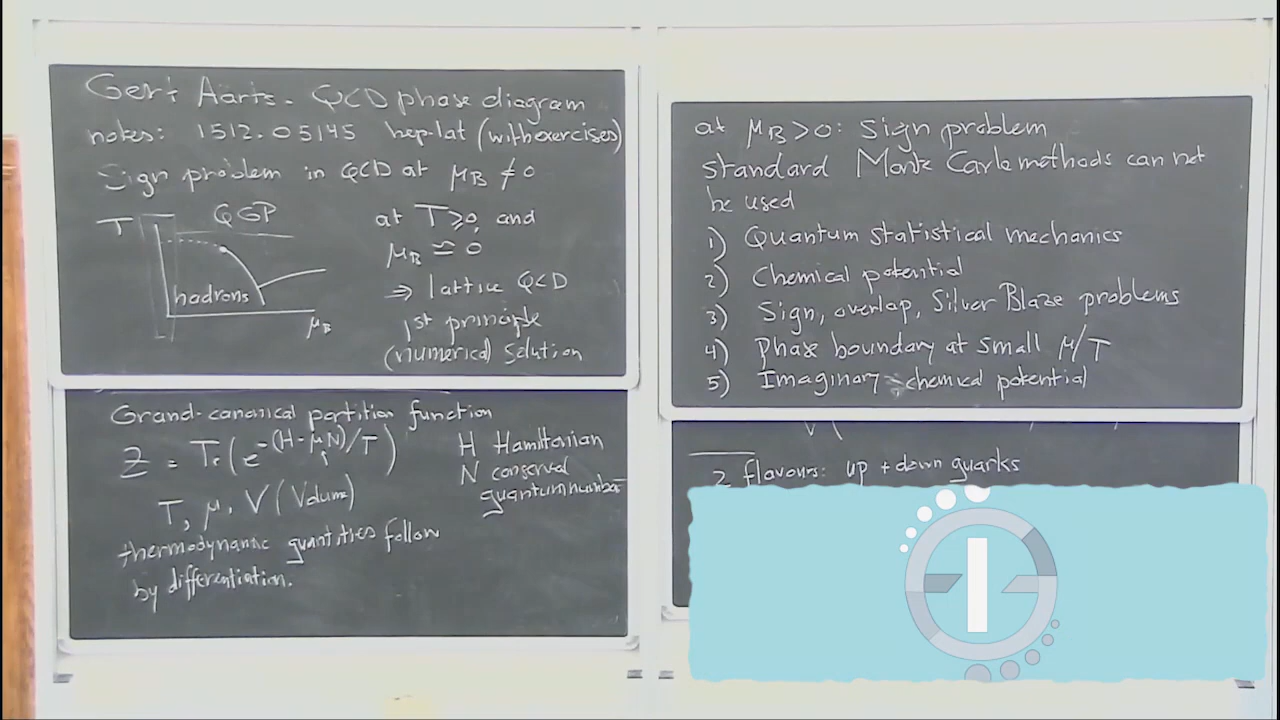 Gert Aarts - QCD phase diagram
notes: 1512.05145 hep-lat (with exercises)
Sign problem in QCD at μ_B ≠ 0
T
QGP
hadrons
μ_B
at T ≥ 0, and
μ_B ≃ 0
⇒ lattice QCD
1st principle
(numerical) solution
Grand-canonical partition function
Z = Tr(e^{-(H-μN)/T})
H Hamiltonian
N conserved
quantum number
T, μ, V (Volume)
thermodynamic quantities follow
by differentiation.
at μ_B > 0: Sign problem
standard Monte Carlo methods can not
be used
1) Quantum statistical mechanics
2) Chemical potential
3) Sign, overlap, Silver Blaze problems
4) Phase boundary at small μ/T
5) Imaginary chemical potential
2 flavours: up + down quarks